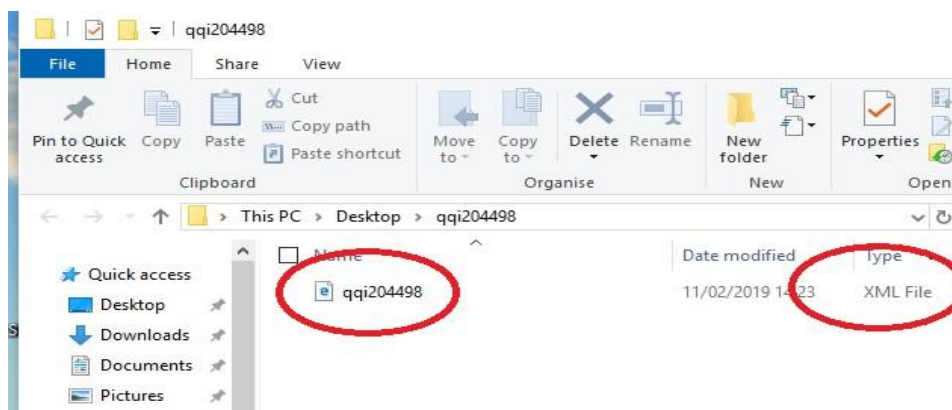 qqi204498
File Home Share View
Pin to Quick access
Copy
Paste
Cut
Copy path
Paste shortcut
Move to
Copy to
Delete
Rename
New folder
Properties
Clipboard
Organise
New
Open
This PC > Desktop > qqi204498
Quick access
Desktop
Downloads
Documents
Pictures
Name Date modified Type
qqi204498 11/02/2019 14:23 XML File